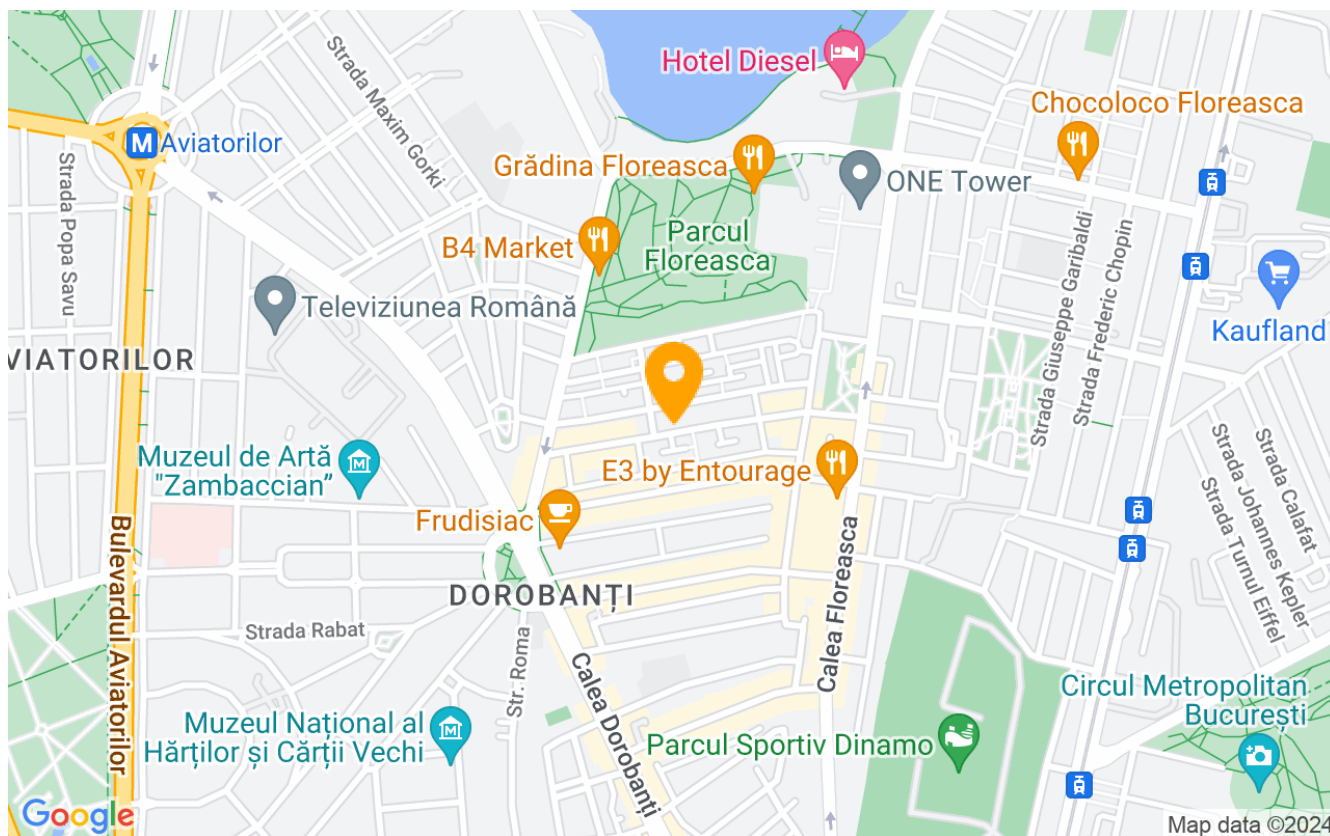 Hotel Diesel
Strada Maxim Gorki
Chocoloco Floreasca
M Aviatorilor
Grădina Floreasca
ONE Tower
Strada Popa Savu
B4 Market
Parcul
Floreasca
Strada Giuseppe Garibaldi
Strada Frederic Chopin
Televiziunea Română
Kaufland
VIATORILOR
Muzeul de Artă
"Zambaccian”
E3 by Entourage
Strada Calafat
Strada Johannes Kepler
Strada Turnul Eiffel
Frudisiac
Bulevardul Aviatorilor
Calea Floreasca
DOROBANȚI
Strada Rabat
Str. Roma
Calea Dorobanți
Circul Metropolitan
București
Muzeul Național al
Hărților și Cărții Vechi
Parcul Sportiv Dinamo
Google
Map data ©2024